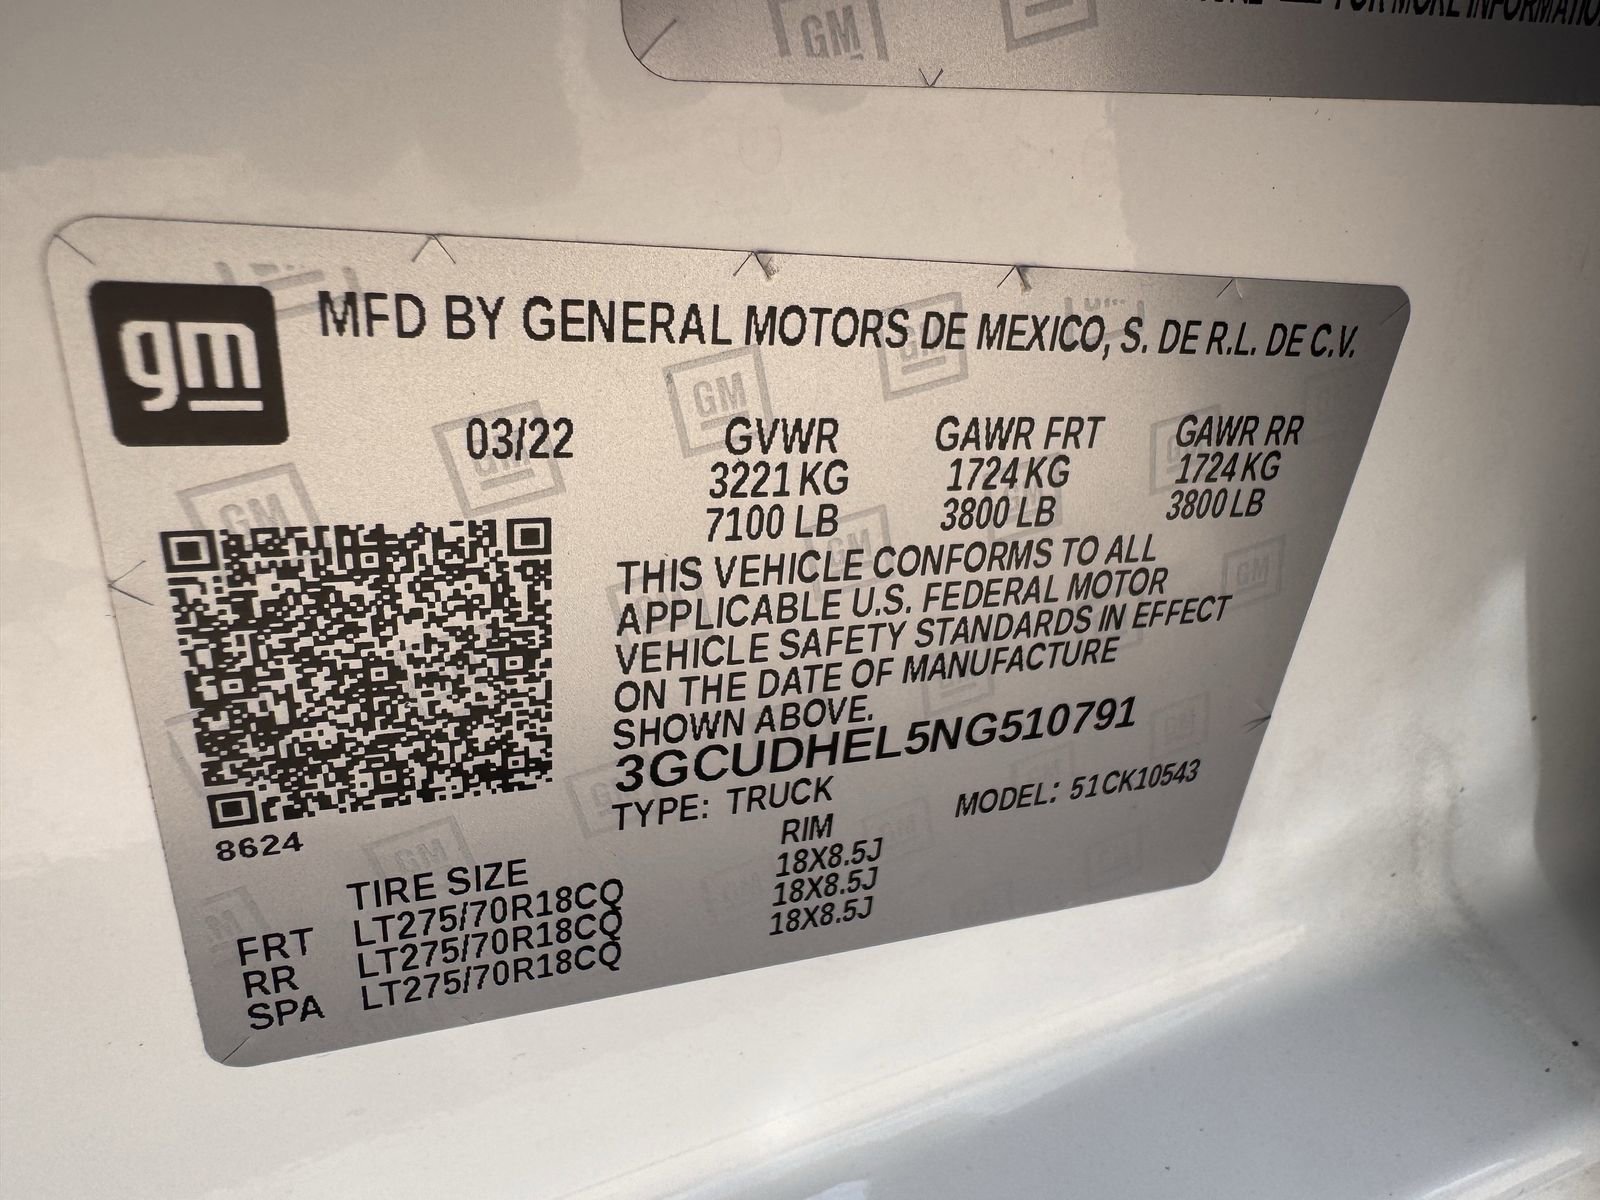 FOR MORE INFORMATION
gm
MFD BY GENERAL MOTORS DE MEXICO, S. DE R.L. DE C.V.
03/22 GVWR GAWR FRT GAWR RR
3221 KG 1724 KG 1724 KG
7100 LB 3800 LB 3800 LB
THIS VEHICLE CONFORMS TO ALL
APPLICABLE U.S. FEDERAL MOTOR
VEHICLE SAFETY STANDARDS IN EFFECT
ON THE DATE OF MANUFACTURE
SHOWN ABOVE.
3GCUDHEL5NG510791
TYPE: TRUCK MODEL: 51CK10543
8624
TIRE SIZE RIM
FRT LT275/70R18CQ 18X8.5J
RR LT275/70R18CQ 18X8.5J
SPA LT275/70R18CQ 18X8.5J